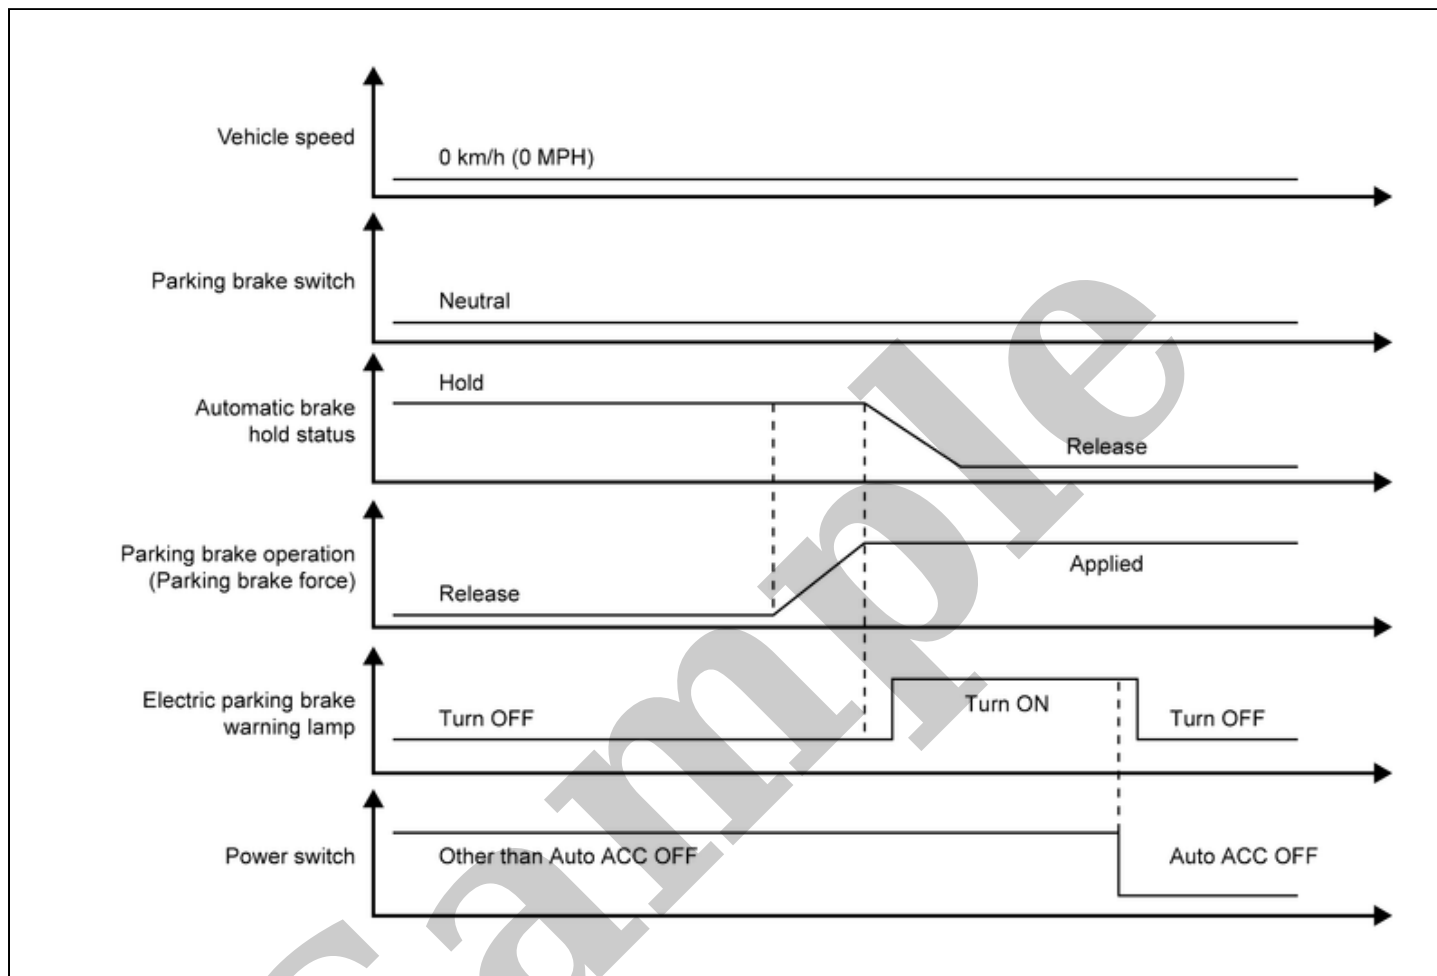 Vehicle speed
0 km/h (0 MPH)
Parking brake switch
Neutral
Hold
Automatic brake
hold status
Release
Parking brake operation
(Parking brake force)
Release
Applied
Electric parking brake
warning lamp
Turn OFF
Turn ON
Turn OFF
Power switch
Other than Auto ACC OFF
Auto ACC OFF
Sample